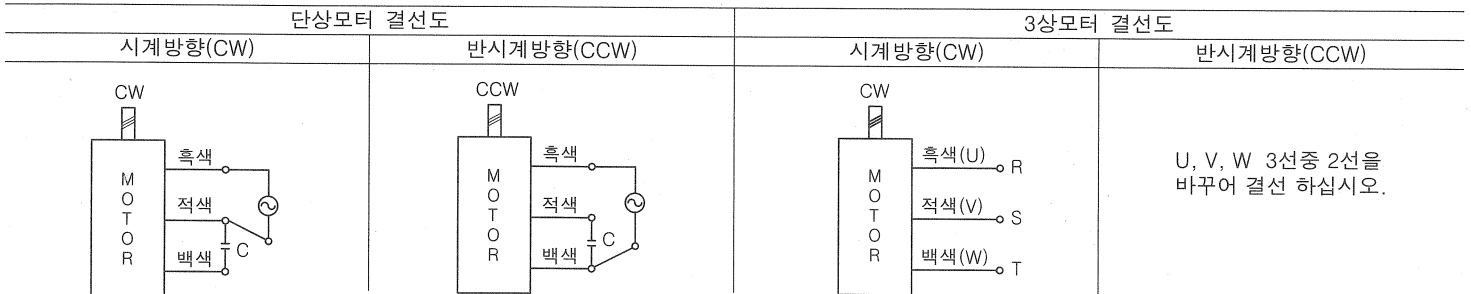 단상모터 결선도
3상모터 결선도
시계방향(CW)
반시계방향(CCW)
시계방향(CW)
반시계방향(CCW)
CW
MOTOR
흑색
적색
백색
C
CCW
MOTOR
흑색
적색
백색
C
CW
MOTOR
흑색(U)
R
적색(V)
S
백색(W)
T
U, V, W 3선중 2선을
바꾸어 결선 하십시오.